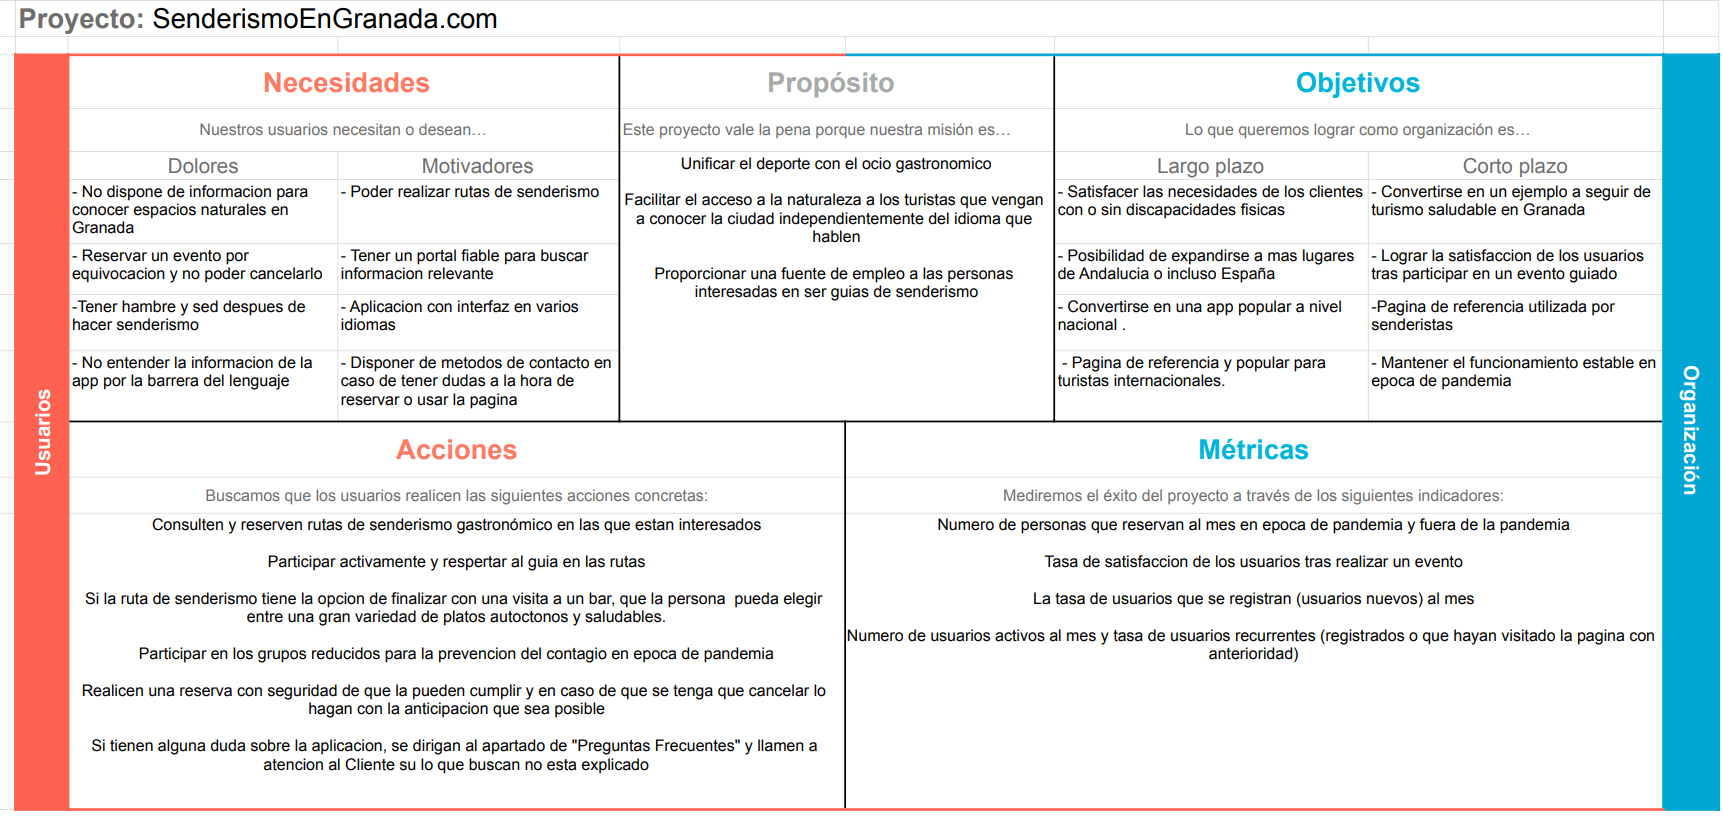 Proyecto: SenderismoEnGranada.com
Usuarios
Necesidades
Nuestros usuarios necesitan o desean…
Dolores
Motivadores
- No dispone de informacion para
conocer espacios naturales en
Granada
- Poder realizar rutas de senderismo
- Reservar un evento por
equivocacion y no poder cancelarlo
- Tener un portal fiable para buscar
informacion relevante
-Tener hambre y sed despues de
hacer senderismo
- Aplicacion con interfaz en varios
idiomas
- No entender la informacion de la
app por la barrera del lenguaje
- Disponer de metodos de contacto en
caso de tener dudas a la hora de
reservar o usar la pagina
Propósito
Este proyecto vale la pena porque nuestra misión es…
Unificar el deporte con el ocio gastronomico
Facilitar el acceso a la naturaleza a los turistas que vengan
a conocer la ciudad independientemente del idioma que
hablen
Proporcionar una fuente de empleo a las personas
interesadas en ser guias de senderismo
Objetivos
Lo que queremos lograr como organización es…
Largo plazo
Corto plazo
- Satisfacer las necesidades de los clientes
con o sin discapacidades fisicas
- Convertirse en un ejemplo a seguir de
turismo saludable en Granada
- Posibilidad de expandirse a mas lugares
de Andalucia o incluso España
- Lograr la satisfaccion de los usuarios
tras participar en un evento guiado
- Convertirse en una app popular a nivel
nacional .
-Pagina de referencia utilizada por
senderistas
- Pagina de referencia y popular para
turistas internacionales.
- Mantener el funcionamiento estable en
epoca de pandemia
Organización
Acciones
Buscamos que los usuarios realicen las siguientes acciones concretas:
Consulten y reserven rutas de senderismo gastronómico en las que estan interesados
Participar activamente y respertar al guia en las rutas
Si la ruta de senderismo tiene la opcion de finalizar con una visita a un bar, que la persona  pueda elegir
entre una gran variedad de platos autoctonos y saludables.
Participar en los grupos reducidos para la prevencion del contagio en epoca de pandemia
Realicen una reserva con seguridad de que la pueden cumplir y en caso de que se tenga que cancelar lo
hagan con la anticipacion que sea posible
Si tienen alguna duda sobre la aplicacion, se dirigan al apartado de "Preguntas Frecuentes" y llamen a
atencion al Cliente su lo que buscan no esta explicado
Métricas
Mediremos el éxito del proyecto a través de los siguientes indicadores:
Numero de personas que reservan al mes en epoca de pandemia y fuera de la pandemia
Tasa de satisfaccion de los usuarios tras realizar un evento
La tasa de usuarios que se registran (usuarios nuevos) al mes
Numero de usuarios activos al mes y tasa de usuarios recurrentes (registrados o que hayan visitado la pagina con
anterioridad)